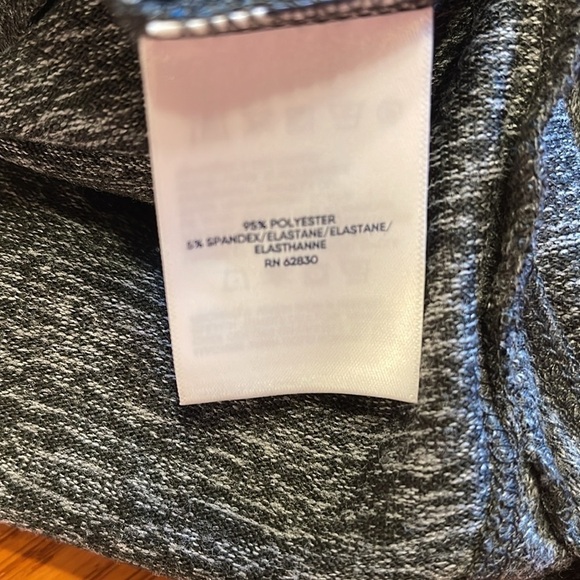 95% POLYESTER
5% SPANDEX/ELASTANE/ELASTANE/
ELASTHANNE
RN 62830